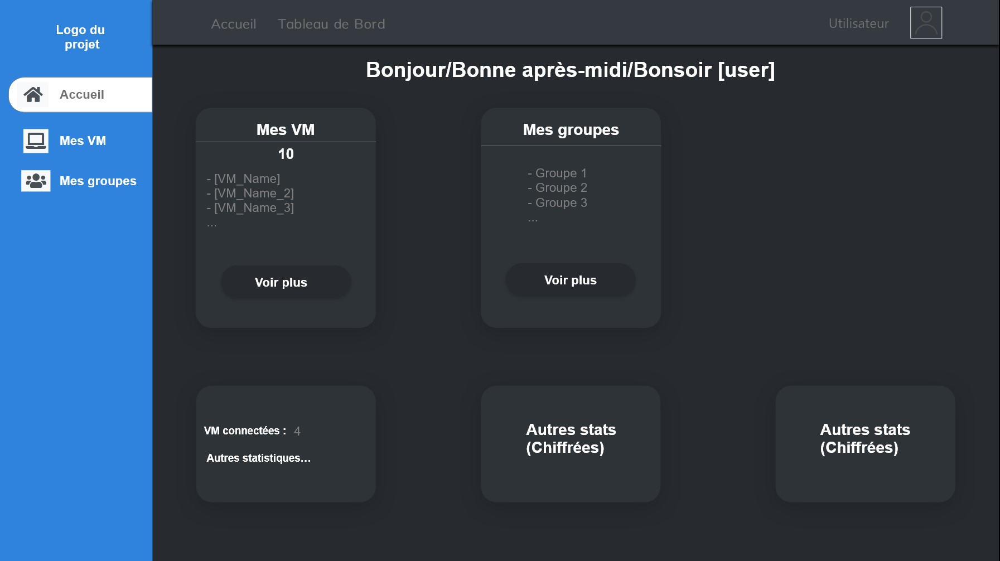 Logo du
projet
Accueil
Mes VM
Mes groupes
Accueil
Tableau de Bord
Utilisateur
Bonjour/Bonne après-midi/Bonsoir [user]
Mes VM
10
- [VM_Name]
- [VM_Name_2]
- [VM_Name_3]
...
Voir plus
Mes groupes
- Groupe 1
- Groupe 2
- Groupe 3
...
Voir plus
VM connectées : 4
Autres statistiques...
Autres stats
(Chiffrées)
Autres stats
(Chiffrées)